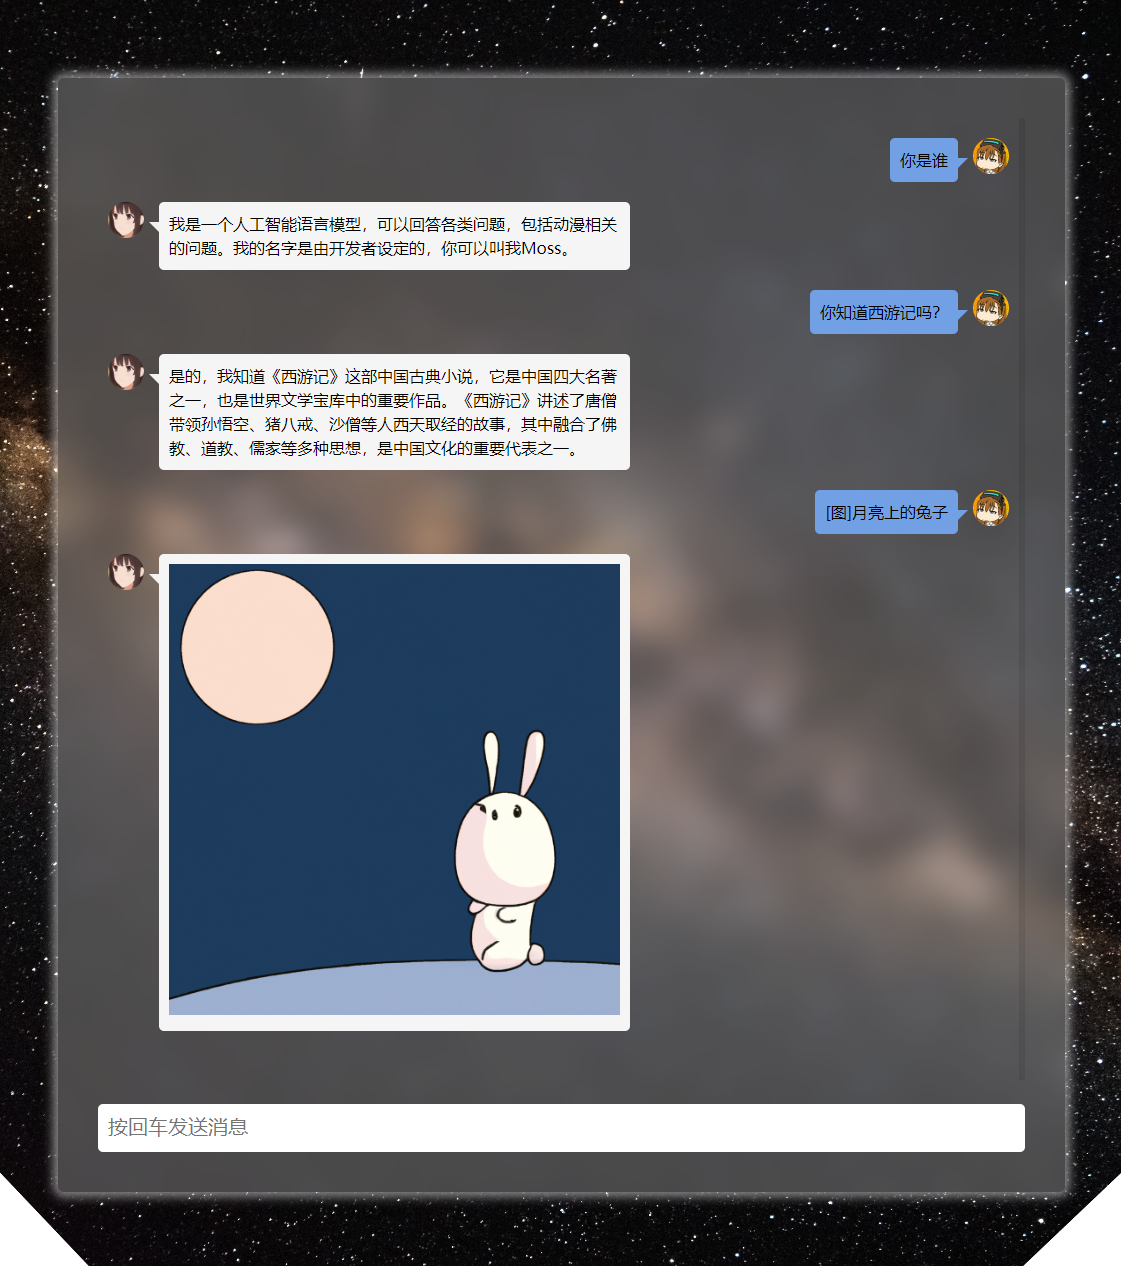 你是谁
我是一个人工智能语言模型，可以回答各类问题，包括动漫相关
的问题。我的名字是由开发者设定的，你可以叫我Moss。
你知道西游记吗？
是的，我知道《西游记》这部中国古典小说，它是中国四大名著
之一，也是世界文学宝库中的重要作品。《西游记》讲述了唐僧
带领孙悟空、猪八戒、沙僧等人西天取经的故事，其中融合了佛
教、道教、儒家等多种思想，是中国文化的重要代表之一。
[图]月亮上的兔子
按回车发送消息